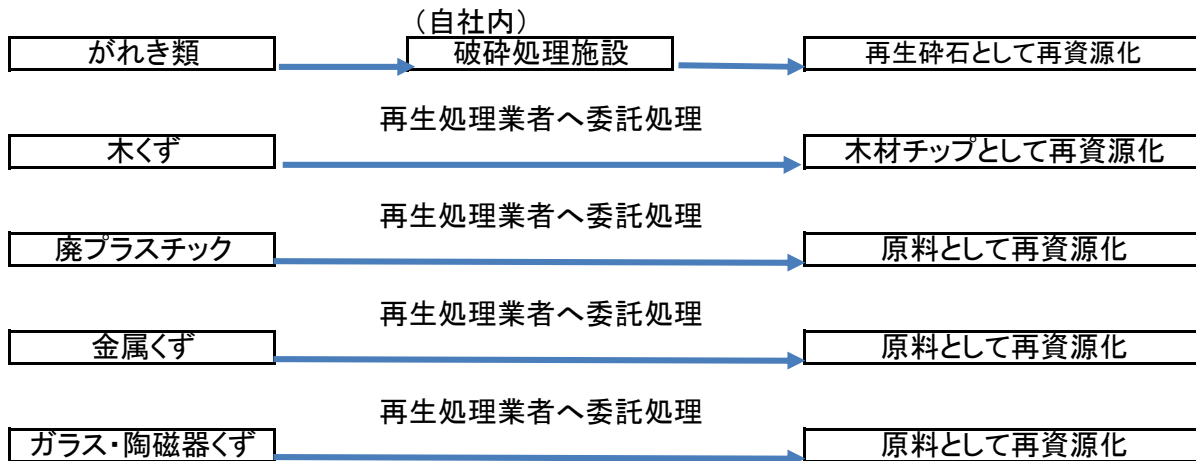 （自社内）
がれき類 破砕処理施設 再生砕石として再資源化
再生処理業者へ委託処理
木くず 木材チップとして再資源化
再生処理業者へ委託処理
廃プラスチック 原料として再資源化
再生処理業者へ委託処理
金属くず 原料として再資源化
再生処理業者へ委託処理
ガラス・陶磁器くず 原料として再資源化